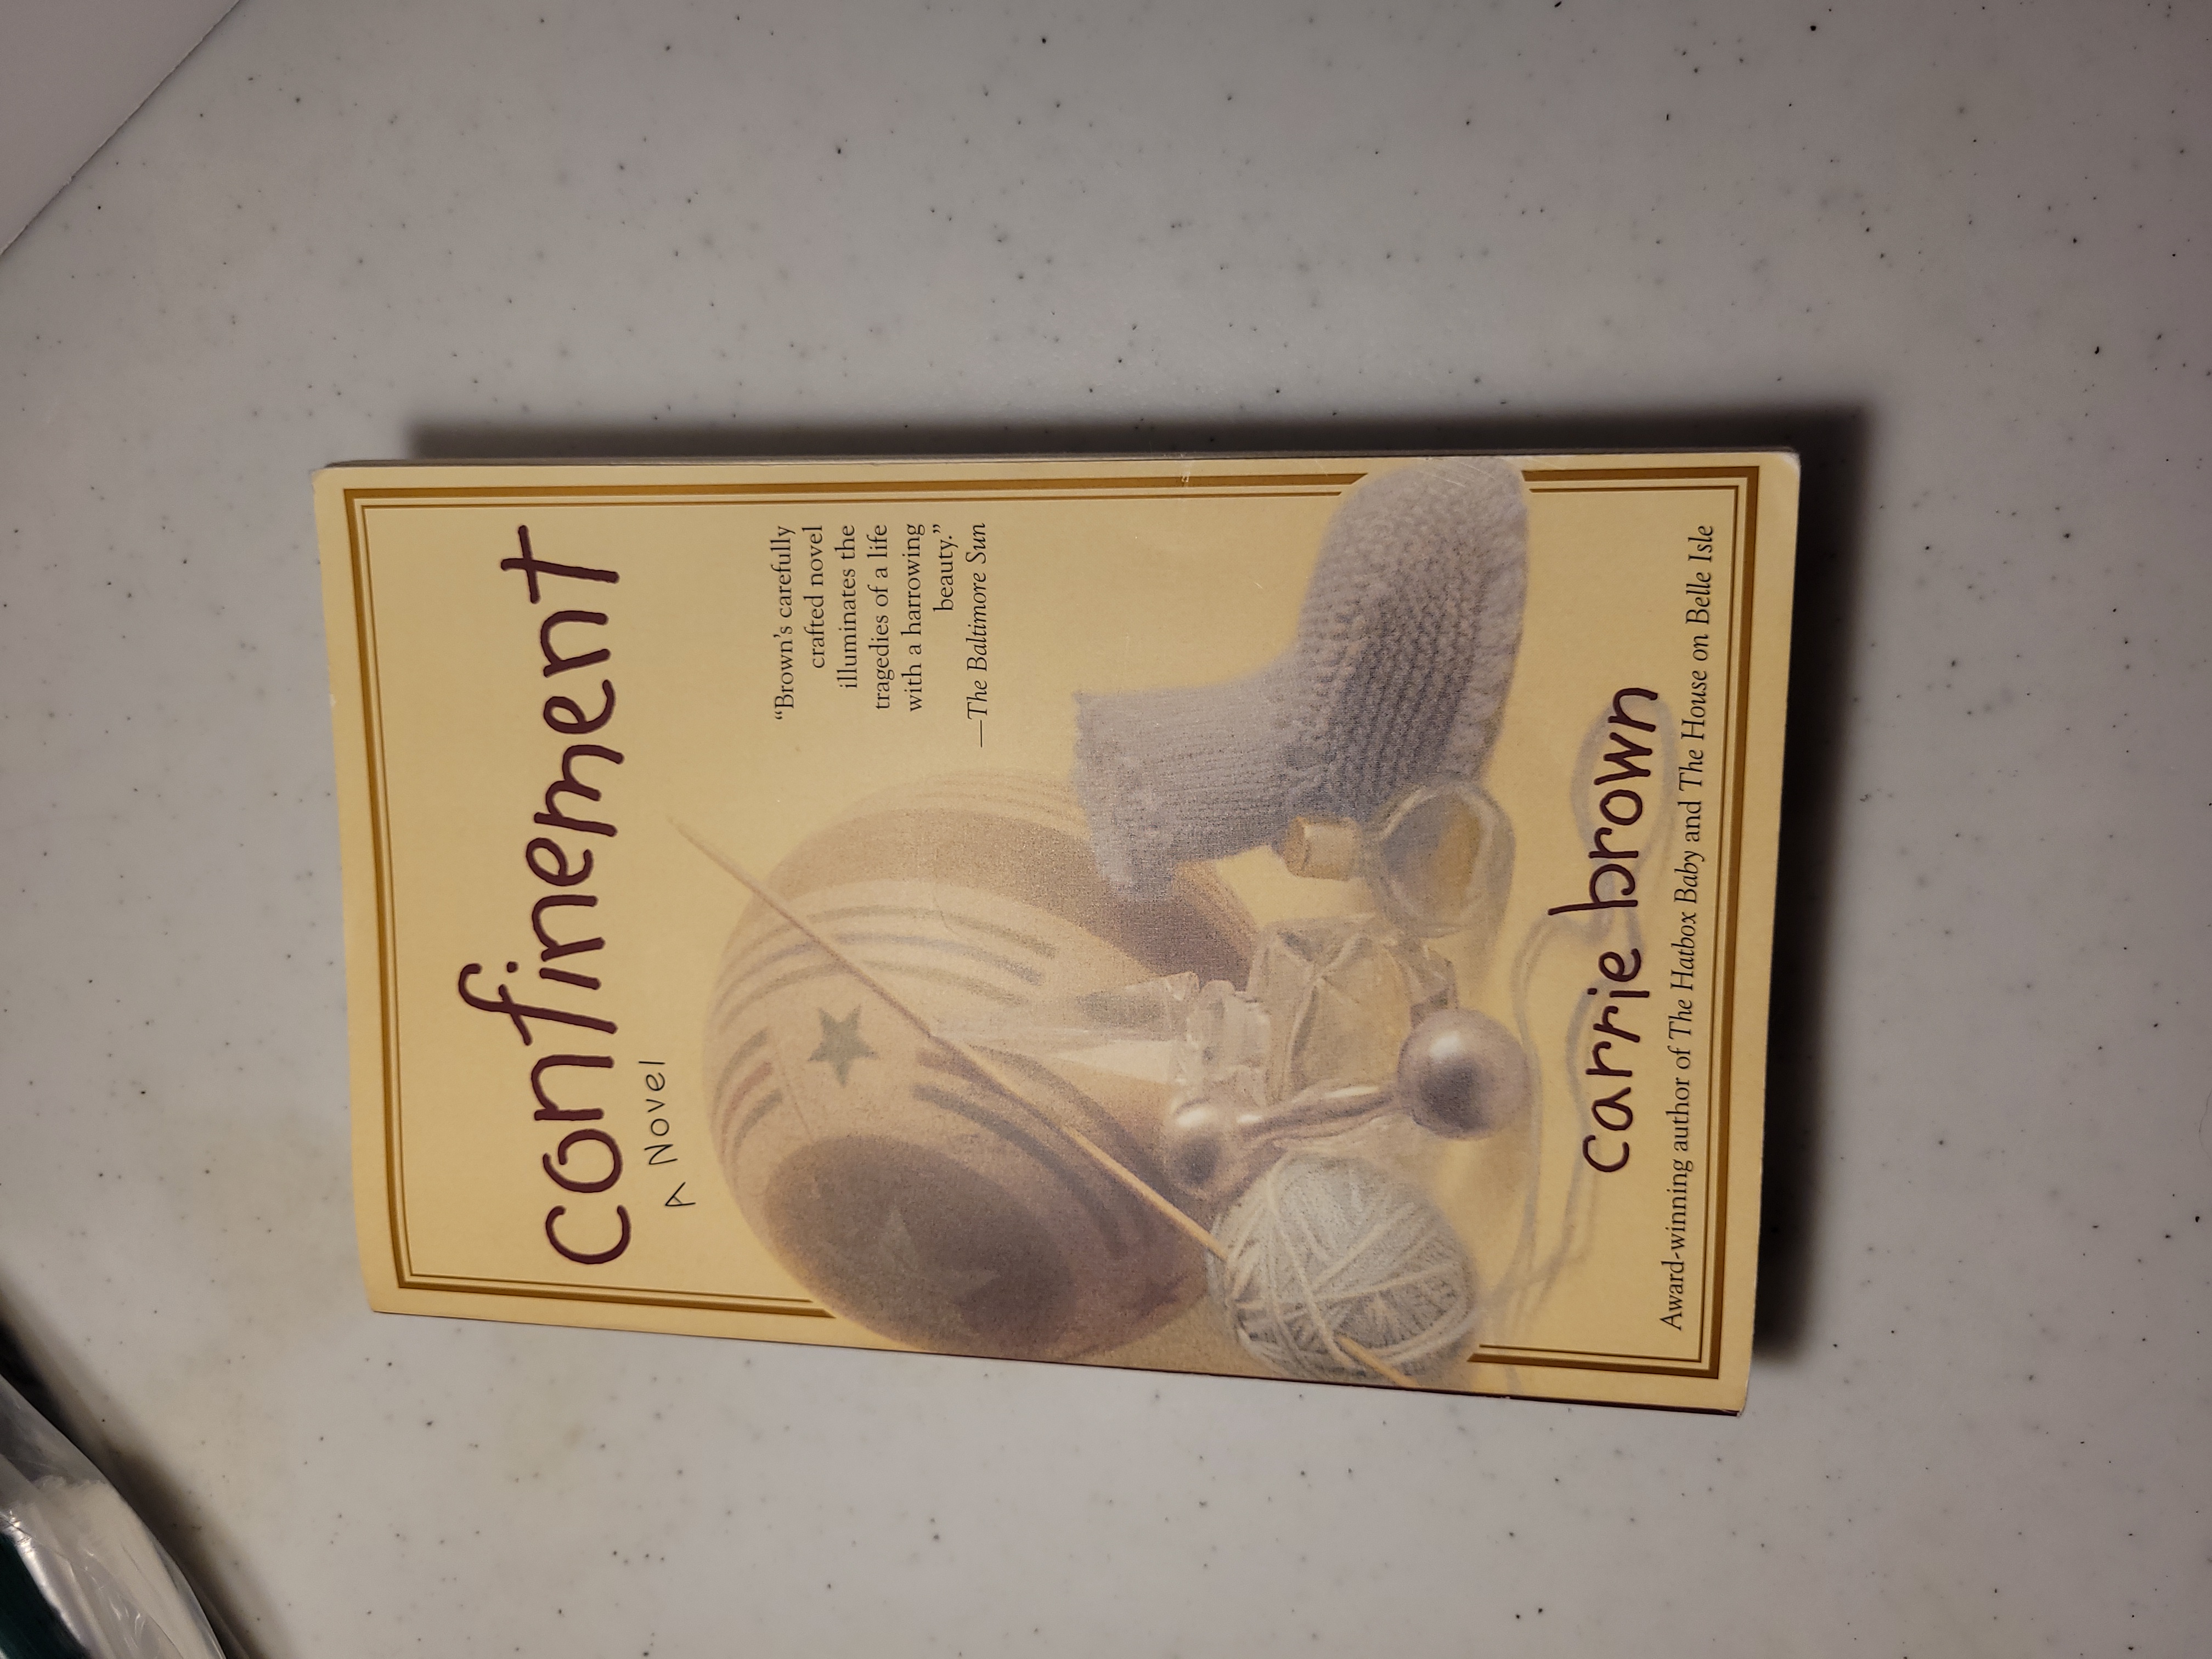 confinement
A Novel
“Brown’s carefully
crafted novel
illuminates the
tragedies of a life
with a harrowing
beauty.”
—The Baltimore Sun
carrie brown
Award-winning author of The Hatbox Baby and The House on Belle Isle